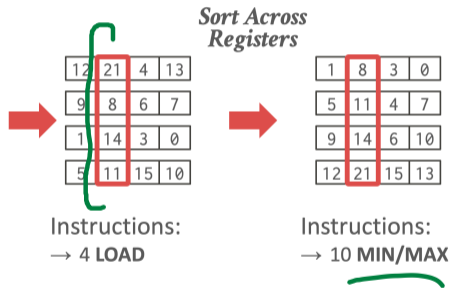 Sort Across
Registers
12 21 4 13
9 8 6 7
1 14 3 0
5 11 15 10
Instructions:
→ 4 LOAD
1 8 3 0
5 11 4 7
9 14 6 10
12 21 15 13
Instructions:
→ 10 MIN/MAX